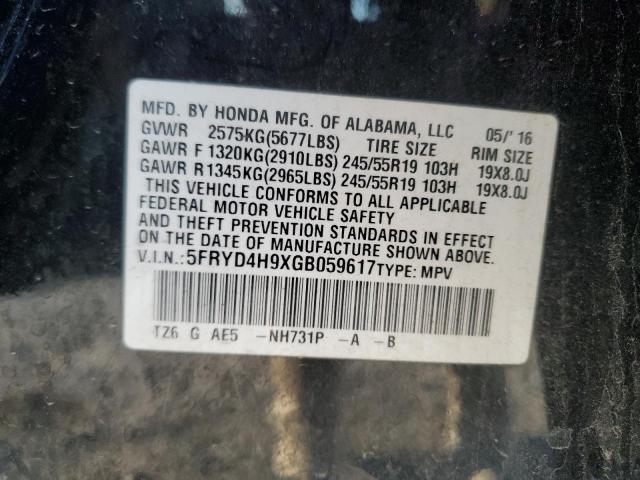 MFD. BY HONDA MFG. OF ALABAMA, LLC 05/'16
GVWR 2575KG(5677LBS) TIRE SIZE RIM SIZE
GAWR F 1320KG(2910LBS) 245/55R19 103H 19X8.0J
GAWR R1345KG(2965LBS) 245/55R19 103H 19X8.0J
THIS VEHICLE CONFORMS TO ALL APPLICABLE
FEDERAL MOTOR VEHICLE SAFETY
AND THEFT PREVENTION STANDARDS IN EFFECT
ON THE DATE OF MANUFACTURE SHOWN ABOVE.
V.I.N.:5FRYD4H9XGB059617TYPE: MPV
TZ6 G AE5 -NH731P -A -B